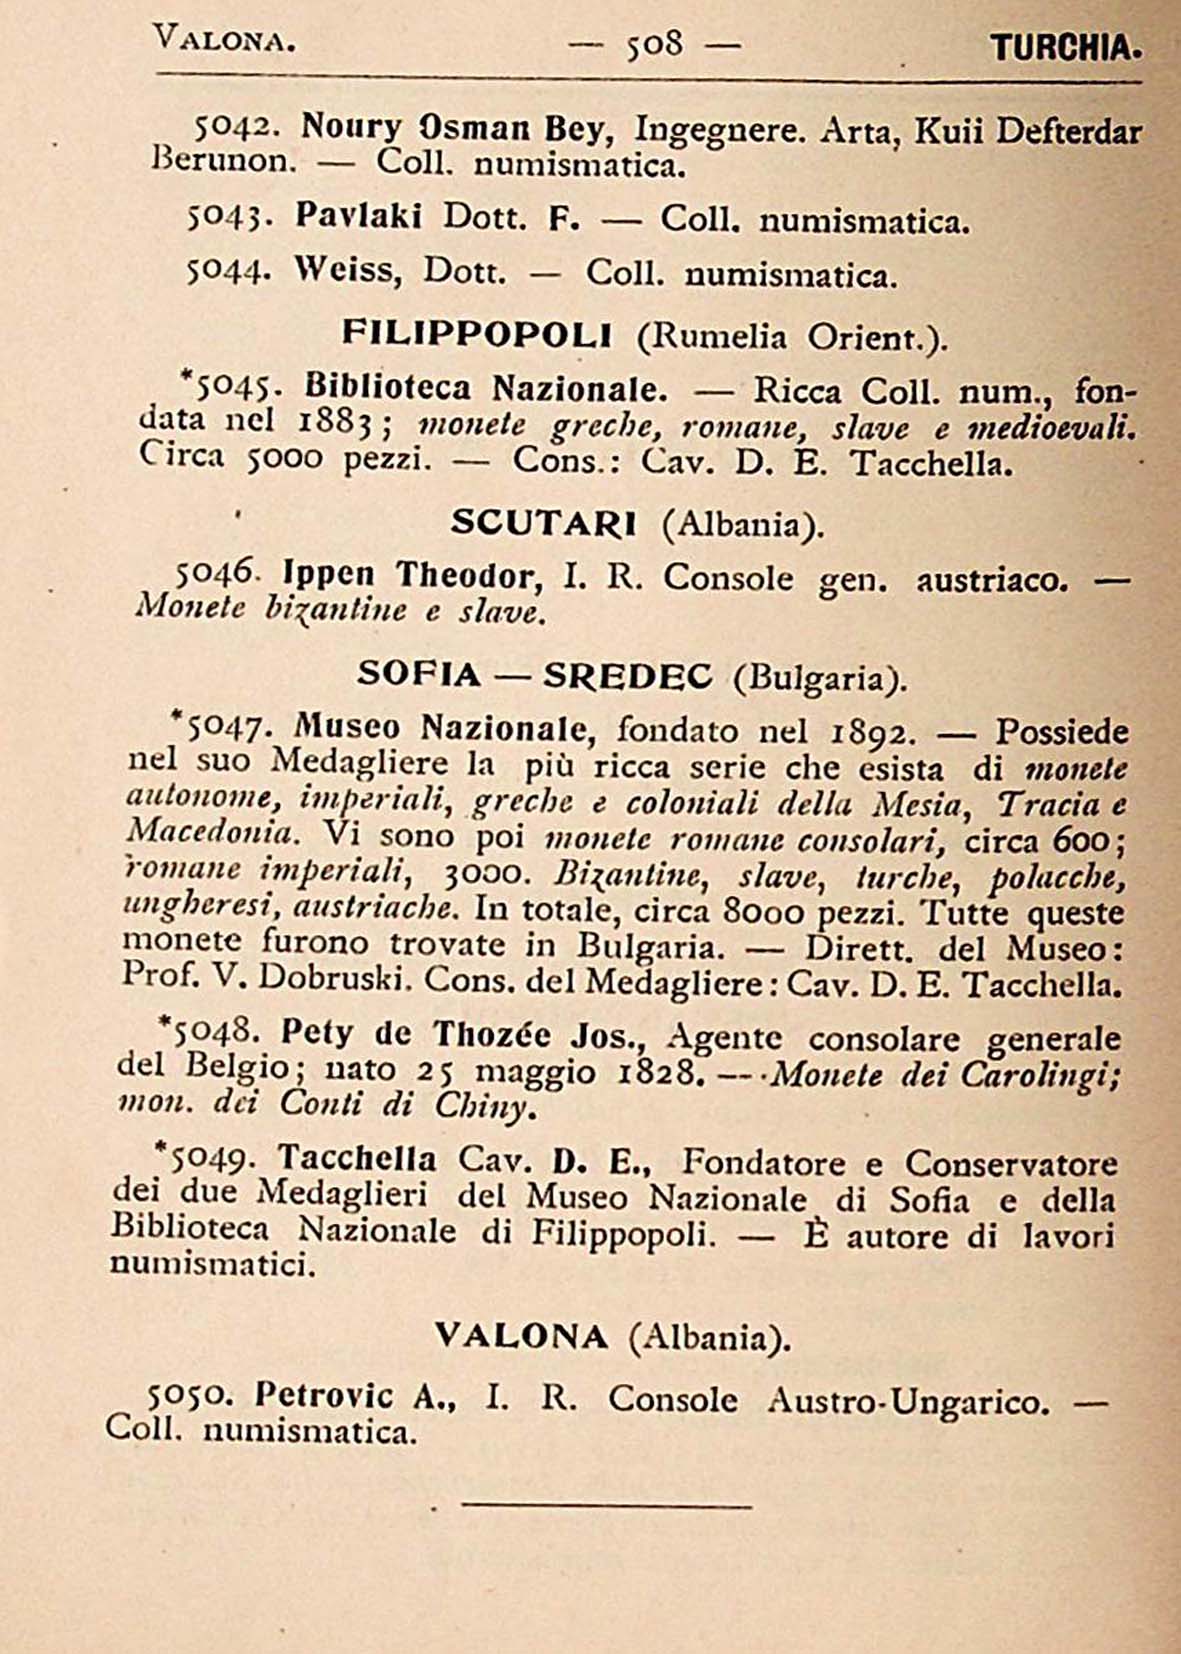 VALONA. — 508 — TURCHIA.
5042. Noury Osman Bey, Ingegnere. Arta, Kuii Defterdar
Berunon. — Coll. numismatica.
5043. Pavlaki Dott. F. — Coll. numismatica.
5044. Weiss, Dott. — Coll. numismatica.
FILIPPOPOLI (Rumelia Orient.).
*5045. Biblioteca Nazionale. — Ricca Coll. num., fon-
data nel 1883; monete greche, romane, slave e medioevali.
Circa 5000 pezzi. — Cons.: Cav. D. E. Tacchella.
SCUTARI (Albania).
5046. Ippen Theodor, I. R. Console gen. austriaco. —
Monete bizantine e slave.
SOFIA — SREDEC (Bulgaria).
*5047. Museo Nazionale, fondato nel 1892. — Possiede
nel suo Medagliere la più ricca serie che esista di monete
autonome, imperiali, greche e coloniali della Mesia, Tracia e
Macedonia. Vi sono poi monete romane consolari, circa 600;
romane imperiali, 3000. Bizantine, slave, turche, polacche,
ungheresi, austriache. In totale, circa 8000 pezzi. Tutte queste
monete furono trovate in Bulgaria. — Dirett. del Museo:
Prof. V. Dobruski. Cons. del Medagliere: Cav. D. E. Tacchella.
*5048. Pety de Thozée Jos., Agente consolare generale
del Belgio; nato 25 maggio 1828. — Monete dei Carolingi;
mon. dei Conti di Chiny.
*5049. Tacchella Cav. D. E., Fondatore e Conservatore
dei due Medaglieri del Museo Nazionale di Sofia e della
Biblioteca Nazionale di Filippopoli. — È autore di lavori
numismatici.
VALONA (Albania).
5050. Petrovic A., I. R. Console Austro-Ungarico. —
Coll. numismatica.